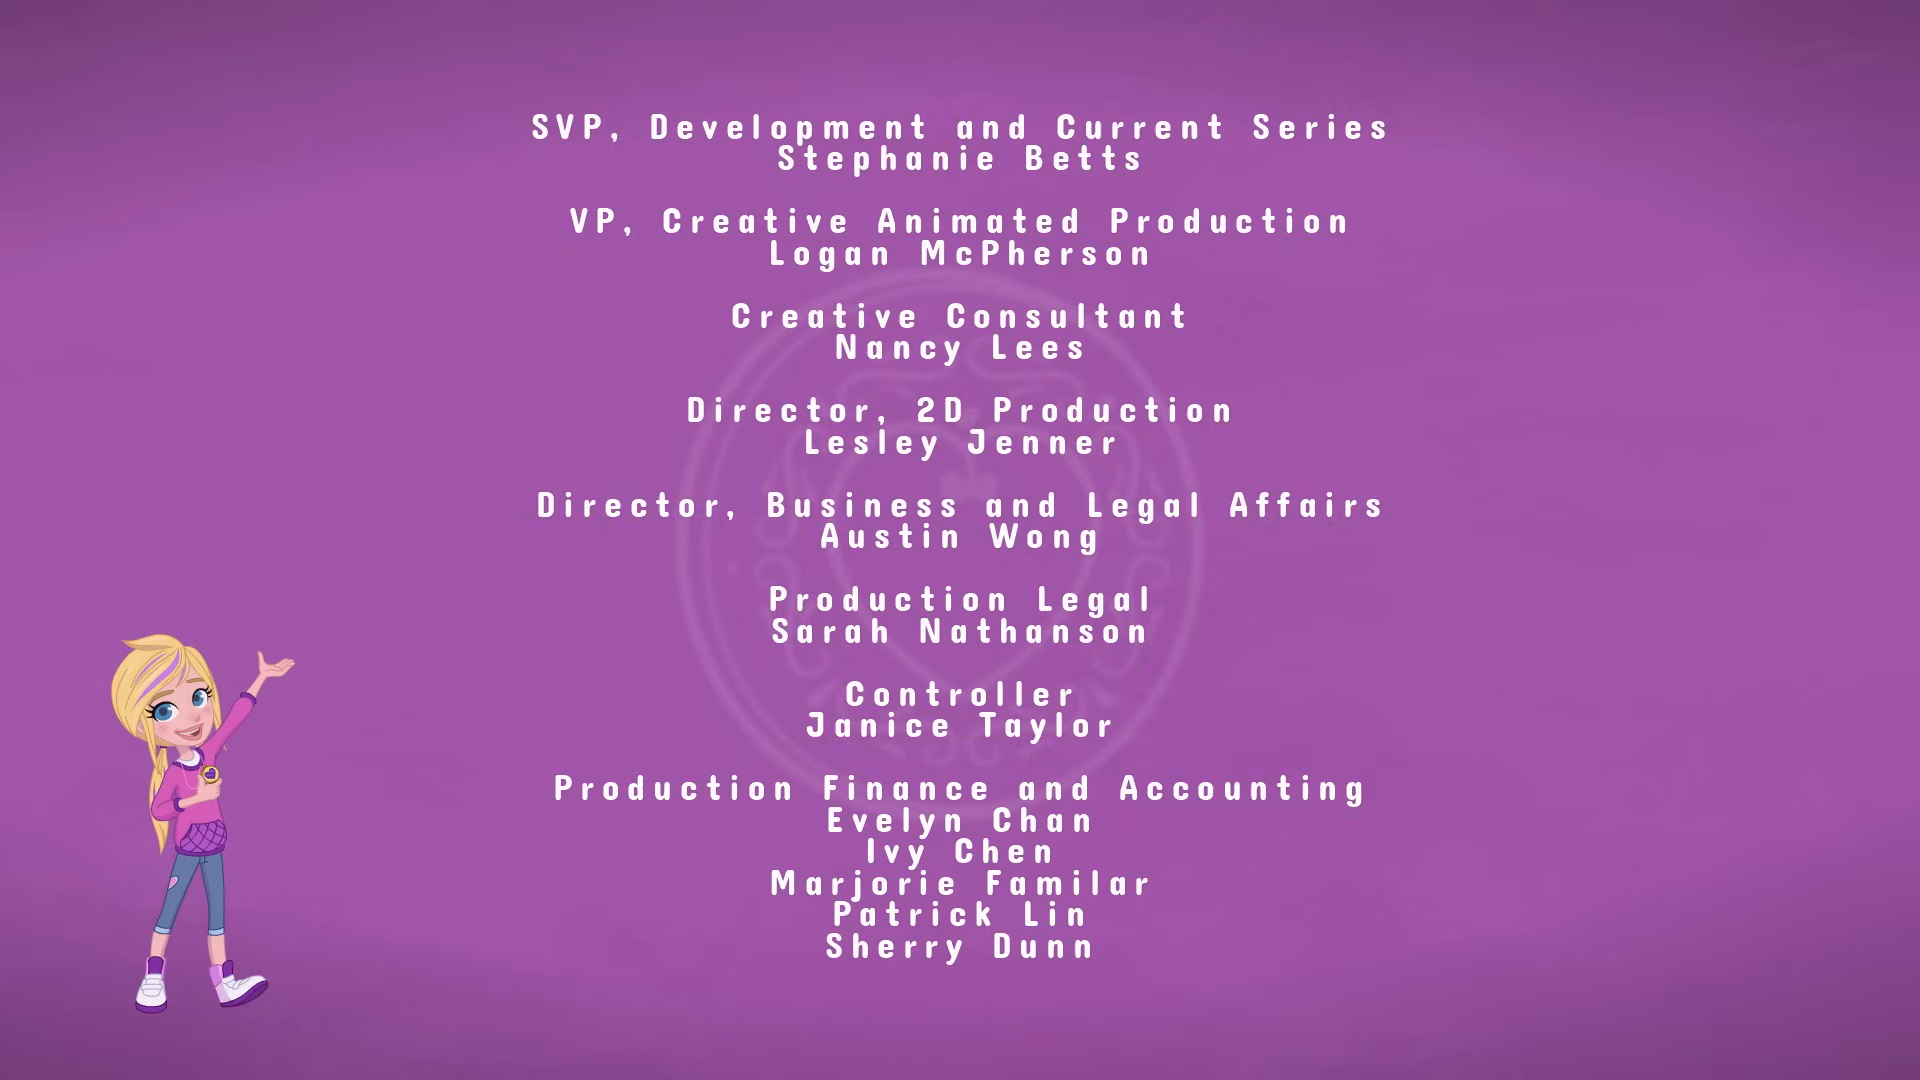 SVP, Development and Current Series
Stephanie Betts
VP, Creative Animated Production
Logan McPherson
Creative Consultant
Nancy Lees
Director, 2D Production
Lesley Jenner
Director, Business and Legal Affairs
Austin Wong
Production Legal
Sarah Nathanson
Controller
Janice Taylor
Production Finance and Accounting
Evelyn Chan
Ivy Chen
Marjorie Familar
Patrick Lin
Sherry Dunn